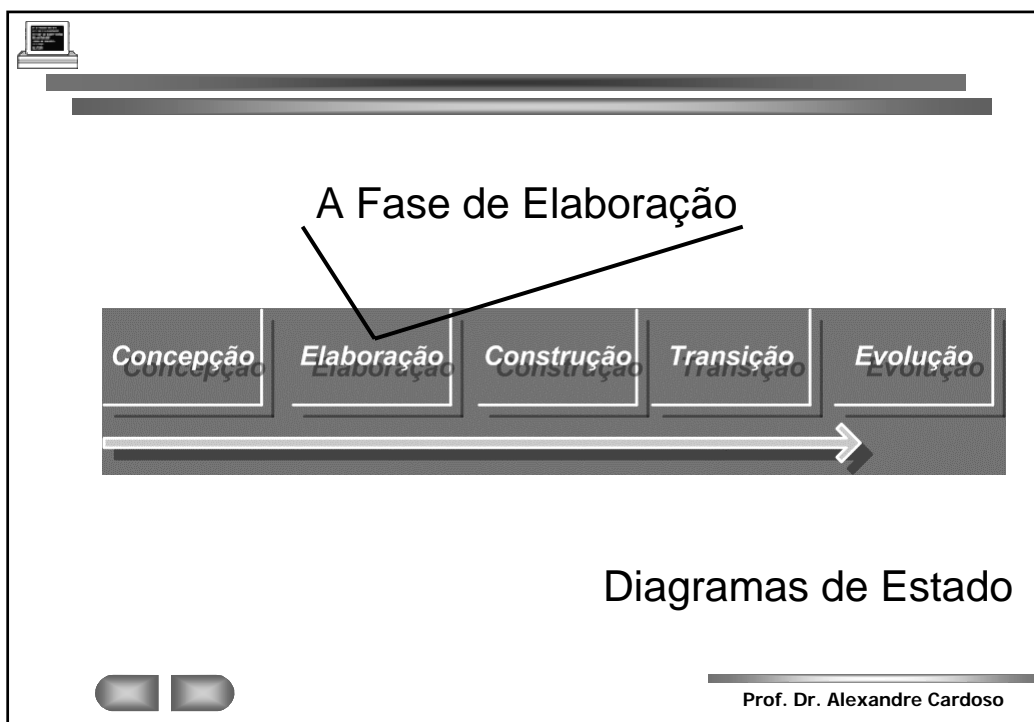 A Fase de Elaboração
Concepção Elaboração Construção Transição Evolução
Diagramas de Estado
Prof. Dr. Alexandre Cardoso